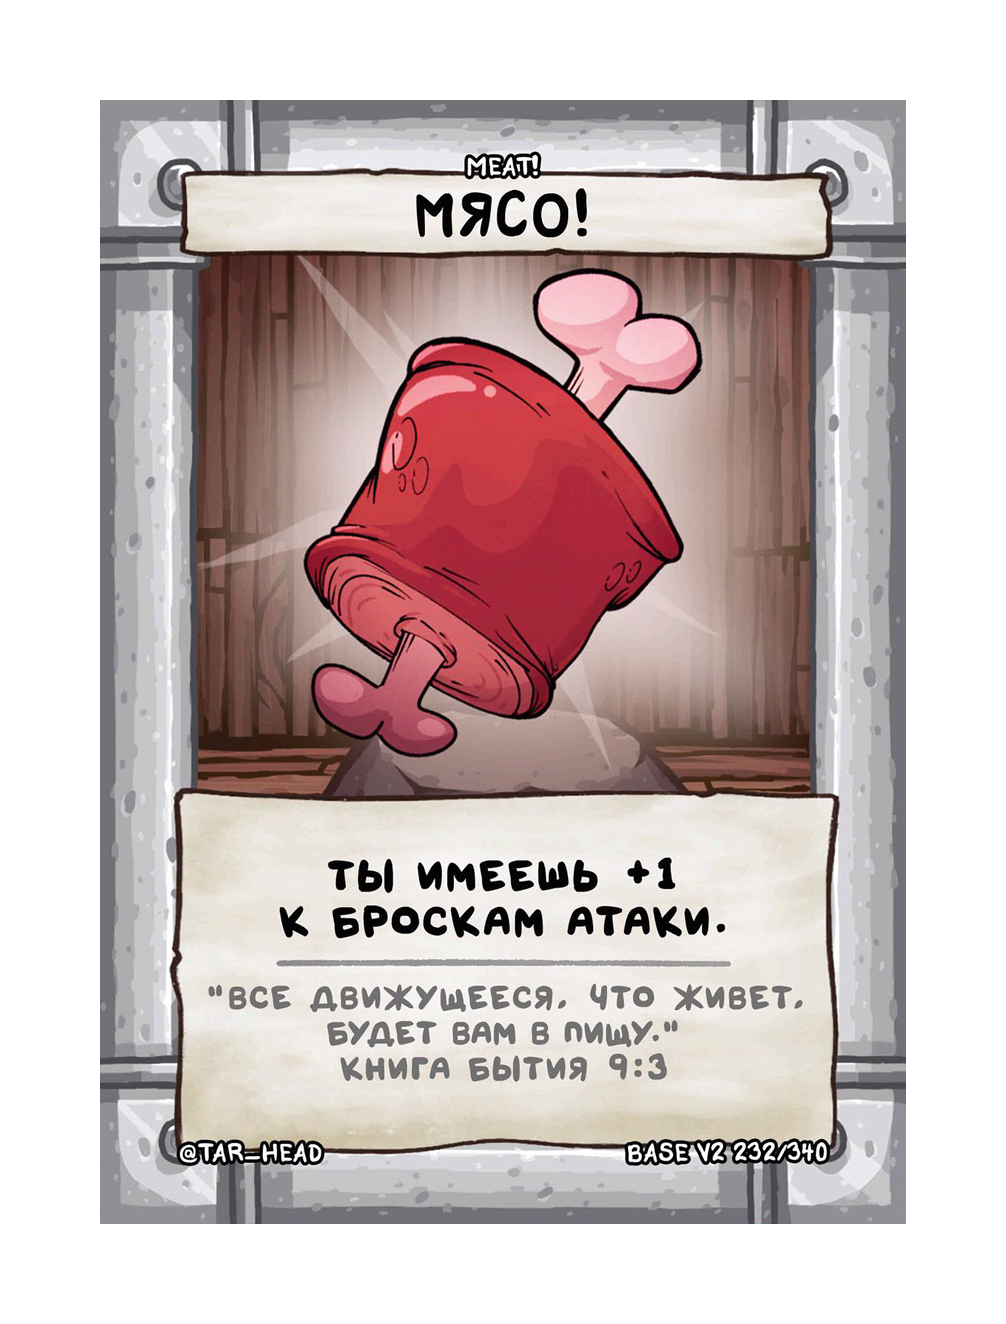 MEAT!
МЯСО!
ТЫ ИМЕЕШЬ +1
К БРОСКАМ АТАКИ.
"ВСЕ ДВИЖУЩЕЕСЯ, ЧТО ЖИВЕТ,
БУДЕТ ВАМ В ПИЩУ."
КНИГА БЫТИЯ 9:3
@TAR_HEAD
BASE V2 232/340